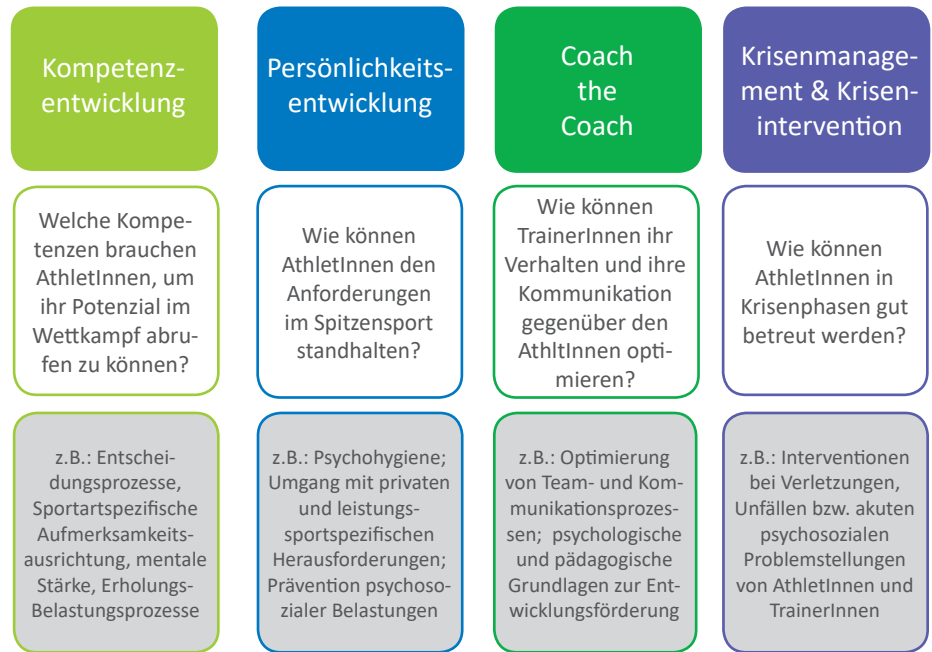 Kompetenz-
entwicklung
Welche Kompe-
tenzen brauchen
AthletInnen, um
ihr Potenzial im
Wettkampf abru-
fen zu können?
z.B.: Entschei-
dungsprozesse,
Sportartspezifische
Aufmerksamkeits-
ausrichtung, mentale
Stärke, Erholungs-
Belastungsprozesse
Persönlichkeits-
entwicklung
Wie können
AthletInnen den
Anforderungen
im Spitzensport
standhalten?
z.B.: Psychohygiene;
Umgang mit privaten
und leistungs-
sportspezifischen
Herausforderungen;
Prävention psychoso-
zialer Belastungen
Coach
the
Coach
Wie können
TrainerInnen ihr
Verhalten und ihre
Kommunikation
gegenüber den
AthltInnen opti-
mieren?
z.B.: Optimierung
von Team- und Kom-
munikationsprozes-
sen; psychologische
und pädagogische
Grundlagen zur Ent-
wicklungsförderung
Krisenmanage-
ment & Krisen-
intervention
Wie können
AthletInnen in
Krisenphasen gut
betreut werden?
z.B.: Interventionen
bei Verletzungen,
Unfällen bzw. akuten
psychosozialen
Problemstellungen
von AthletInnen und
TrainerInnen